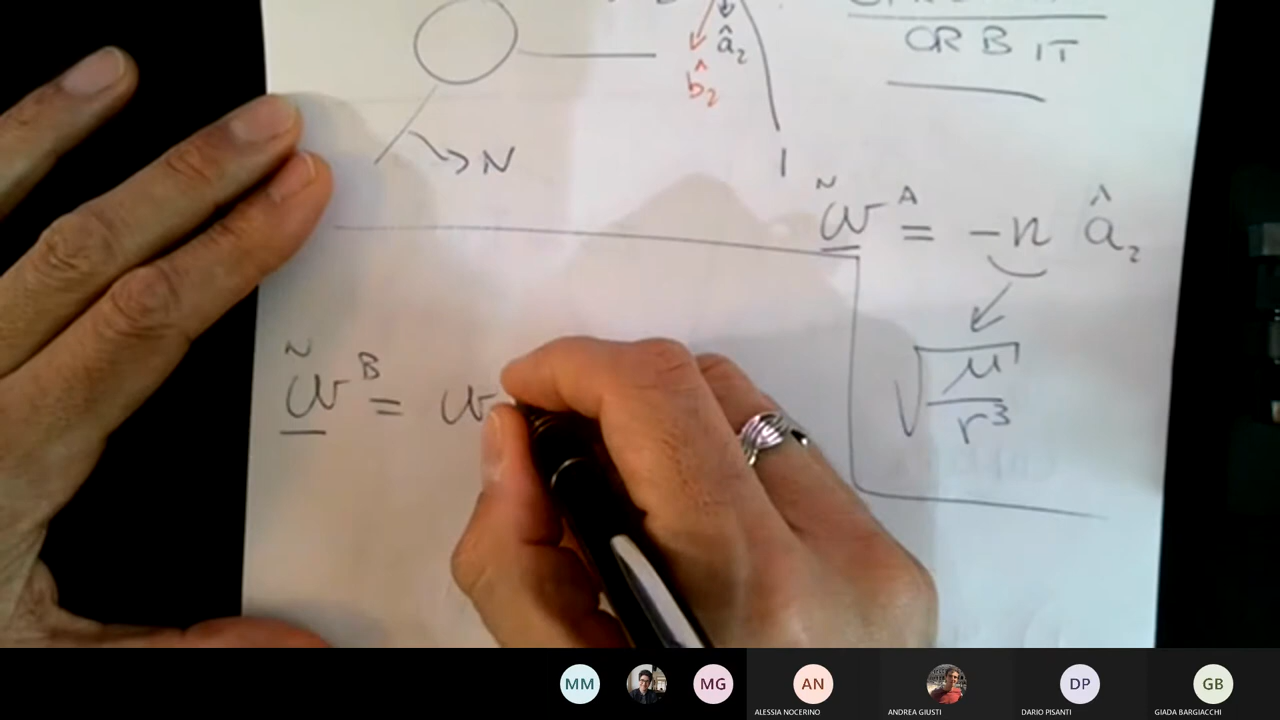 ORBIT
â₂
b̂₂
N
1
ᴺω̲ᴬ = -n â₂
√(μ/r³)
ᴺω̲ᴮ = ω
MM
MG
AN
DP
GB
ALESSIA NOCERINO
ANDREA GIUSTI
DARIO PISANTI
GIADA BARGIACCHI